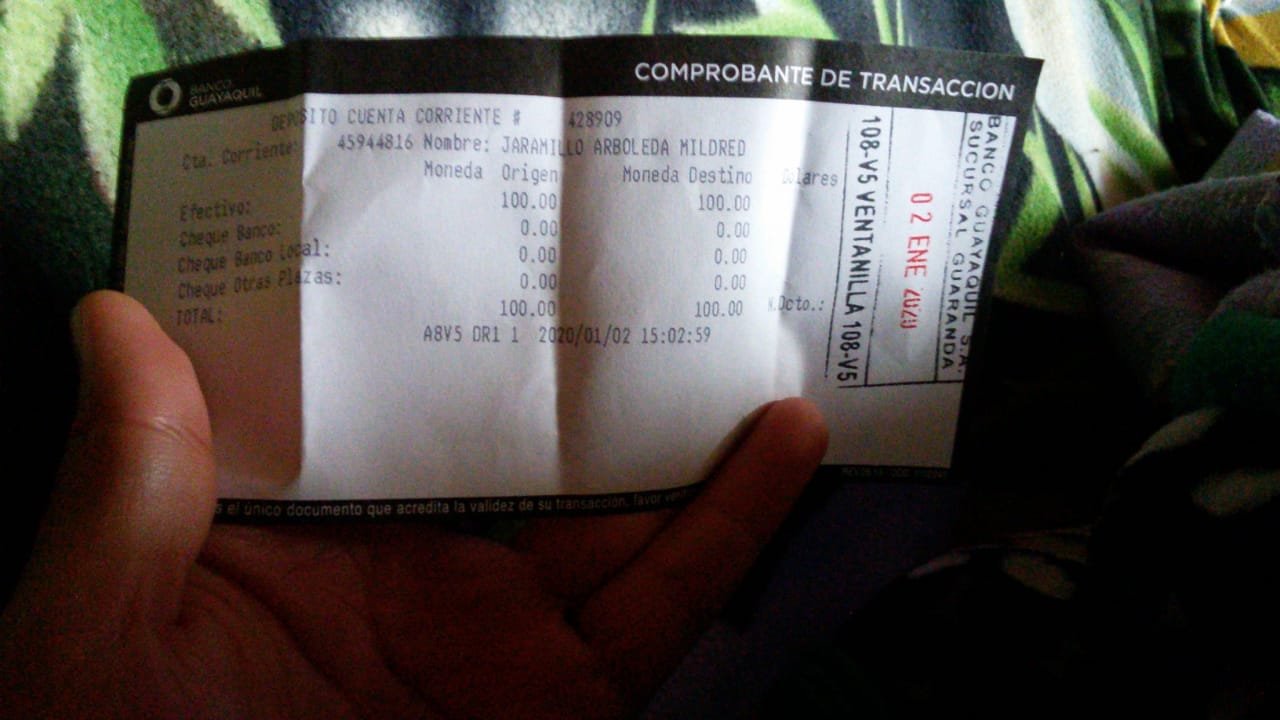 BANCO
GUAYAQUIL
COMPROBANTE DE TRANSACCION
DEPOSITO CUENTA CORRIENTE # 428909
Cta. Corriente: 45944816 Nombre: JARAMILLO ARBOLEDA MILDRED
Moneda Origen Moneda Destino Dolares
Efectivo: 100.00 100.00
Cheque Banco: 0.00 0.00
Cheque Banco Local: 0.00 0.00
Cheque Otras Plazas: 0.00 0.00
TOTAL: 100.00 100.00 N.Dcto.:
A8V5 DR1 1 2020/01/02 15:02:59
BANCO GUAYAQUIL S.A.
SUCURSAL GUARANDA
02 ENE 2020
108-V5 VENTANILLA 108-V5
el único documento que acredita la validez de su transacción, favor